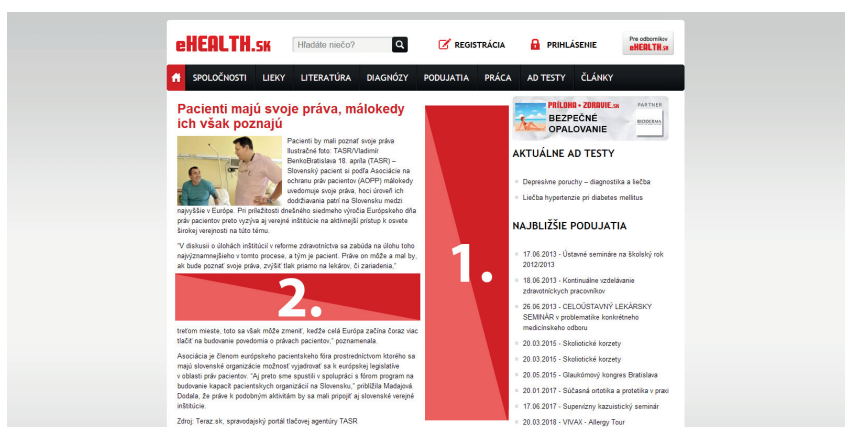 eHEALTH.SK
Hľadáte niečo?
REGISTRÁCIA
PRIHLÁSENIE
Pre odborníkov
eHEALTH.SK
SPOLOČNOSTI LIEKY LITERATÚRA DIAGNÓZY PODUJATIA PRÁCA AD TESTY ČLÁNKY
Pacienti majú svoje práva, málokedy
ich však poznajú
Pacienti by mali poznať svoje práva
Ilustračné foto: TASR/Vladimír
BenkoBratislava 18. apríla (TASR) –
Slovenský pacient si podľa Asociácie na
ochranu práv pacientov (AOPP) málokedy
uvedomuje svoje práva, hoci úroveň ich
dodržiavania patrí na Slovensku medzi
najvyššie v Európe. Pri príležitosti dnešného siedmeho výročia Európskeho dňa
práv pacientov preto vyzýva aj verejné inštitúcie na aktívnejší prístup k osvete
širokej verejnosti na túto tému.
"V diskusii o úlohách inštitúcií v reforme zdravotníctva sa zabúda na úlohu toho
najvýznamnejšieho v tomto procese, a tým je pacient. Práve on môže a mal by,
ak bude poznať svoje práva, zvýšiť tlak priamo na lekárov, či zariadenia,"
2.
treťom mieste, toto sa však môže zmeniť, keďže celá Európa začína čoraz viac
tlačiť na budovanie povedomia o právach pacientov," poznamenala.
Asociácia je členom európskeho pacientskeho fóra prostredníctvom ktorého sa
majú slovenské organizácie možnosť vyjadrovať sa k európskej legislatíve
v oblasti práv pacientov. "Aj preto sme spustili v spolupráci s fórom program na
budovanie kapacít pacientskych organizácií na Slovensku," priblížila Madajová.
Dodala, že práve k podobným aktivitám by sa mali pripojiť aj slovenské verejné
inštitúcie.
Zdroj: Teraz.sk, spravodajský portál tlačovej agentúry TASR
1.
PRÍLOHA • ZDRAVIE.SK
BEZPEČNÉ
OPALOVANIE
PARTNER
BIODERMA
AKTUÁLNE AD TESTY
Depresívne poruchy – diagnostika a liečba
Liečba hypertenzie pri diabetes mellitus
NAJBLIŽŠIE PODUJATIA
17.06.2013 - Ústavné semináre na školský rok
2012/2013
18.06.2013 - Kontinuálne vzdelávanie
zdravotníckych pracovníkov
26.06.2013 - CELOÚSTAVNÝ LEKÁRSKY
SEMINÁR v problematike konkrétneho
medicínskeho odboru
20.03.2015 - Skoliotické korzety
20.03.2015 - Skoliotické korzety
20.05.2015 - Glaukómový kongres Bratislava
20.01.2017 - Súčasná ortotika a protetika v praxi
17.06.2017 - Supervízny kazuistický seminár
20.03.2018 - VIVAX - Allergy Tour